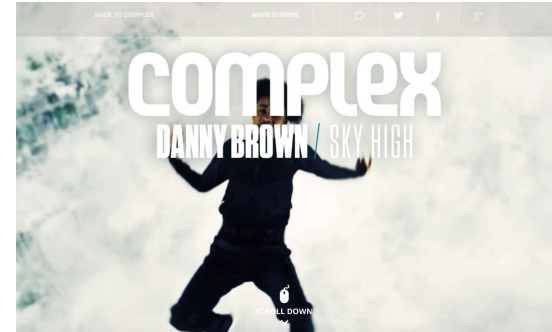 BACK TO COMPLEX
MORE STORIES
COMPLEX
DANNY BROWN / SKY HIGH
SCROLL DOWN